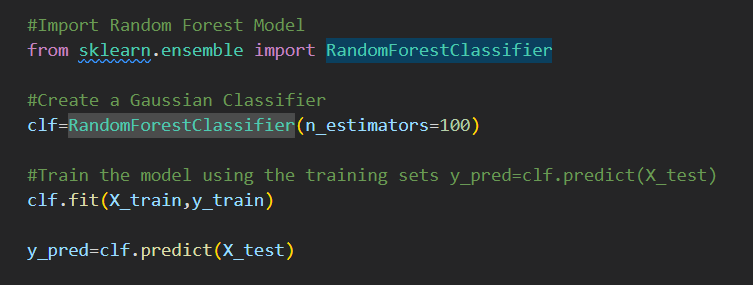 #Import Random Forest Model
from sklearn.ensemble import RandomForestClassifier
#Create a Gaussian Classifier
clf=RandomForestClassifier(n_estimators=100)
#Train the model using the training sets y_pred=clf.predict(X_test)
clf.fit(X_train,y_train)
y_pred=clf.predict(X_test)